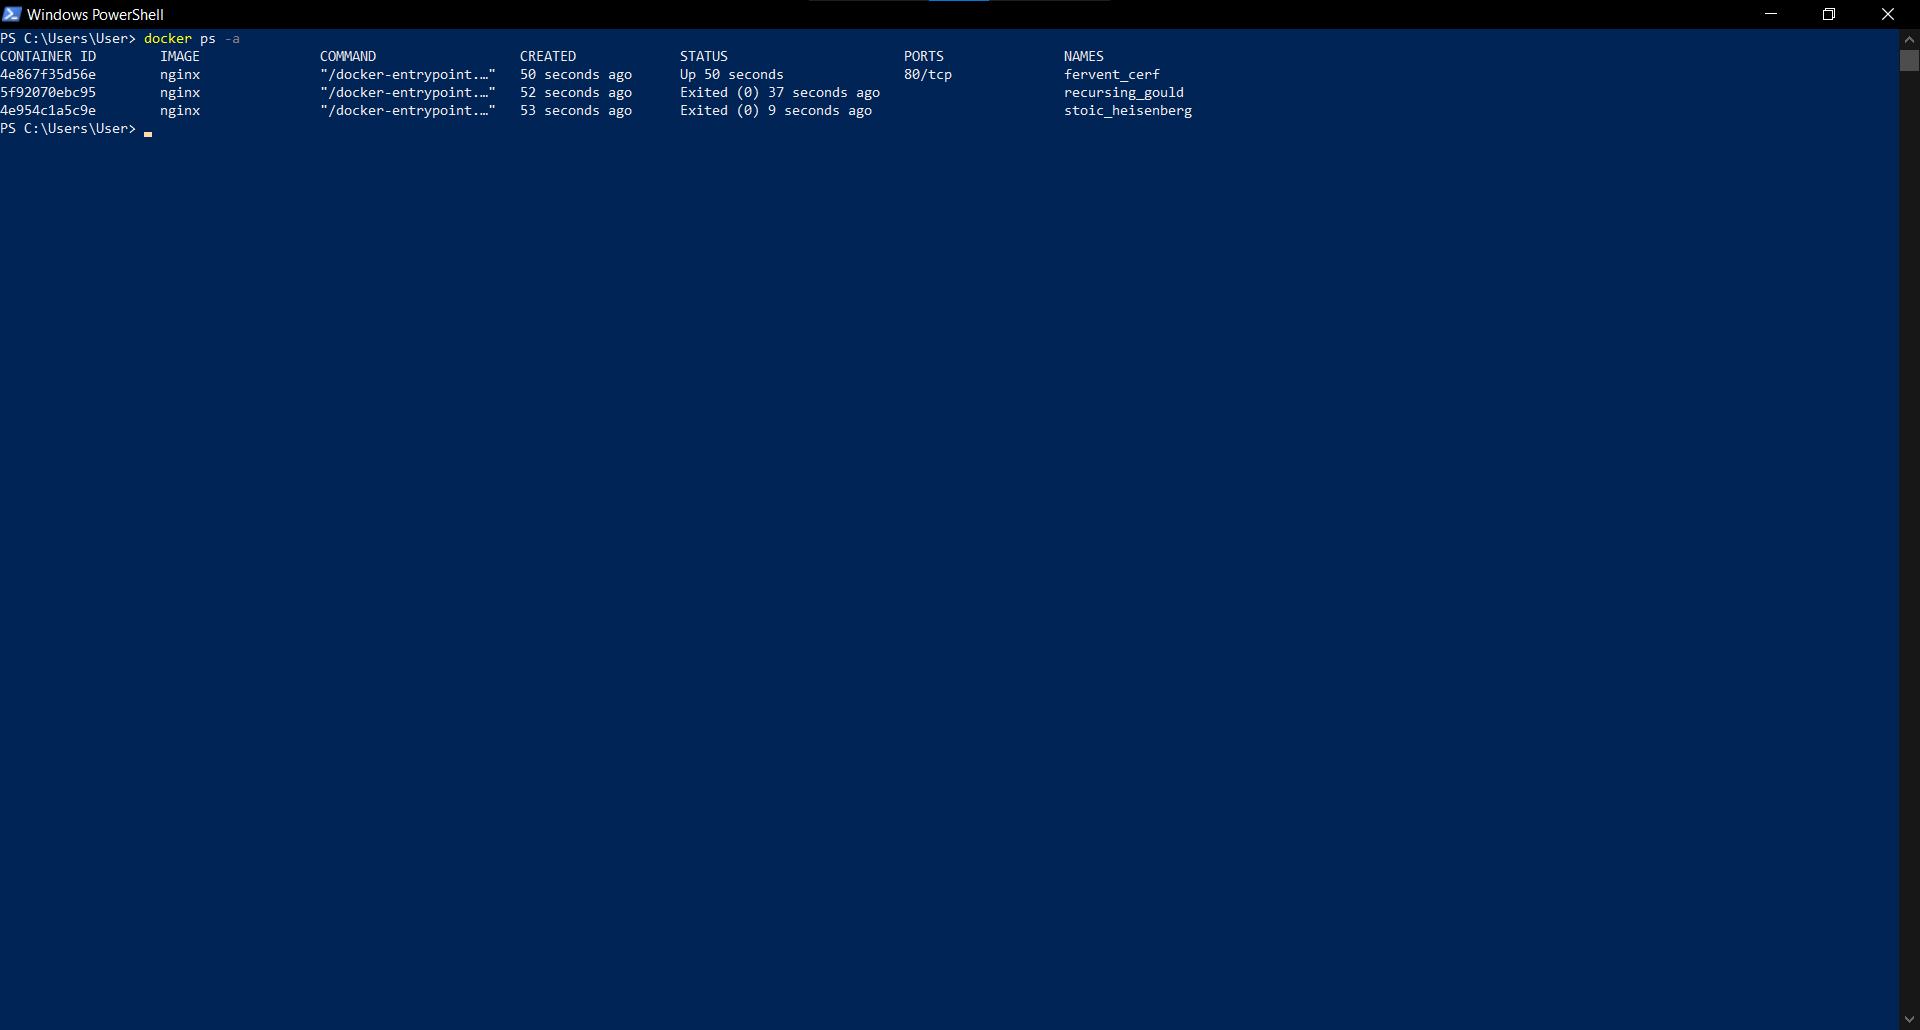 Windows PowerShell
PS C:\Users\User> docker ps -a
CONTAINER ID        IMAGE               COMMAND                  CREATED             STATUS                      PORTS               NAMES
4e867f35d56e        nginx               "/docker-entrypoint.…"   50 seconds ago      Up 50 seconds               80/tcp              fervent_cerf
5f92070ebc95        nginx               "/docker-entrypoint.…"   52 seconds ago      Exited (0) 37 seconds ago                       recursing_gould
4e954c1a5c9e        nginx               "/docker-entrypoint.…"   53 seconds ago      Exited (0) 9 seconds ago                        stoic_heisenberg
PS C:\Users\User>